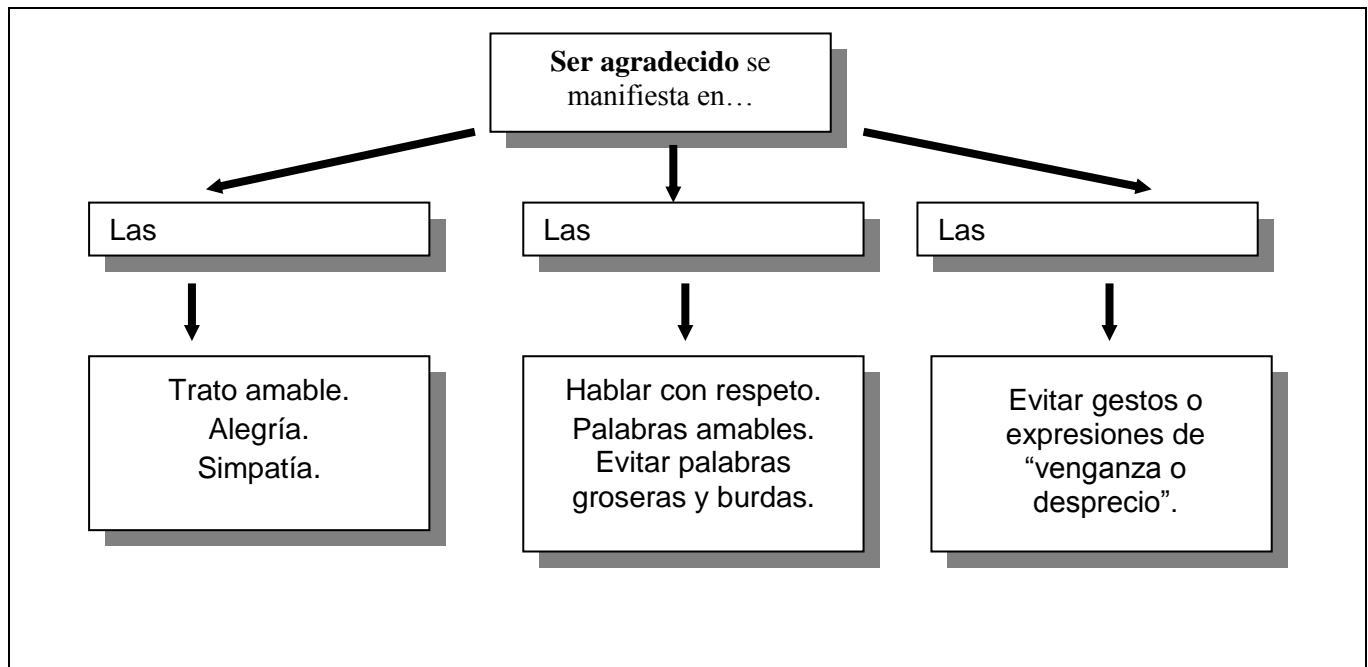 Ser agradecido se
manifiesta en…
Las
Las
Las
Trato amable.
Alegría.
Simpatía.
Hablar con respeto.
Palabras amables.
Evitar palabras
groseras y burdas.
Evitar gestos o
expresiones de
“venganza o
desprecio”.